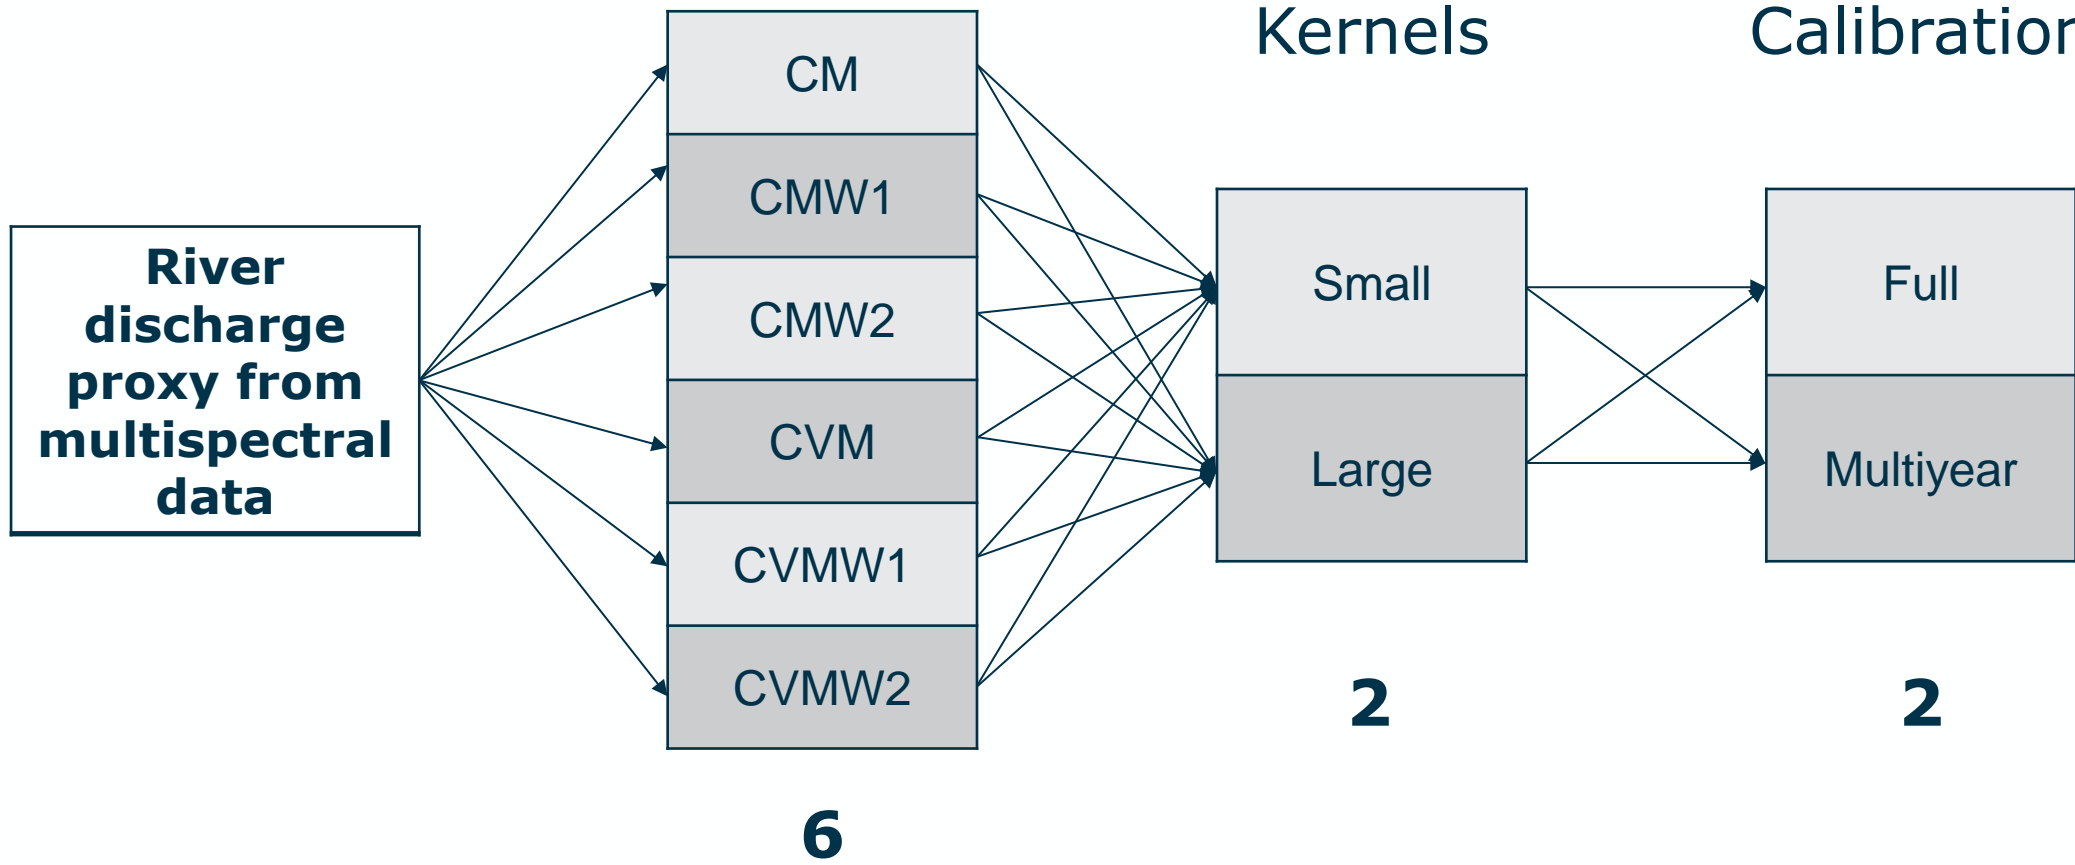 River
discharge
proxy from
multispectral
data
CM
CMW1
CMW2
CVM
CVMW1
CVMW2
6
Kernels
Small
Large
2
Calibration
Full
Multiyear
2